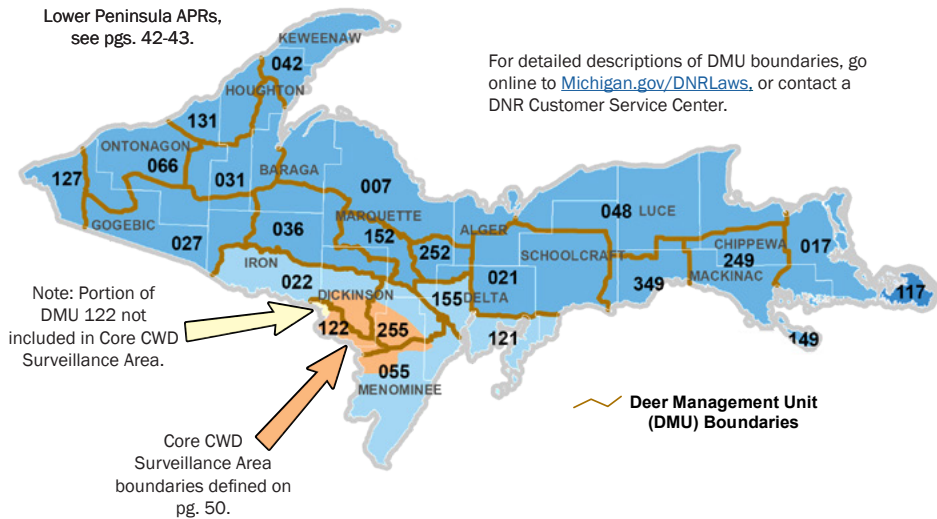 Lower Peninsula APRs,
see pgs. 42-43.
For detailed descriptions of DMU boundaries, go
online to Michigan.gov/DNRLaws, or contact a
DNR Customer Service Center.
KEWEENAW
042
HOUGHTON
131
ONTONAGON
066
127
031
BARAGA
007
GOGEBIC
027
036
MARQUETTE
152
252
ALGER
048
LUCE
SCHOOLCRAFT
CHIPPEWA
017
249
MACKINAC
349
117
149
IRON
022
DICKINSON
155
DELTA
021
121
122
255
055
MENOMINEE
Note: Portion of
DMU 122 not
included in Core CWD
Surveillance Area.
Core CWD
Surveillance Area
boundaries defined on
pg. 50.
Deer Management Unit
(DMU) Boundaries